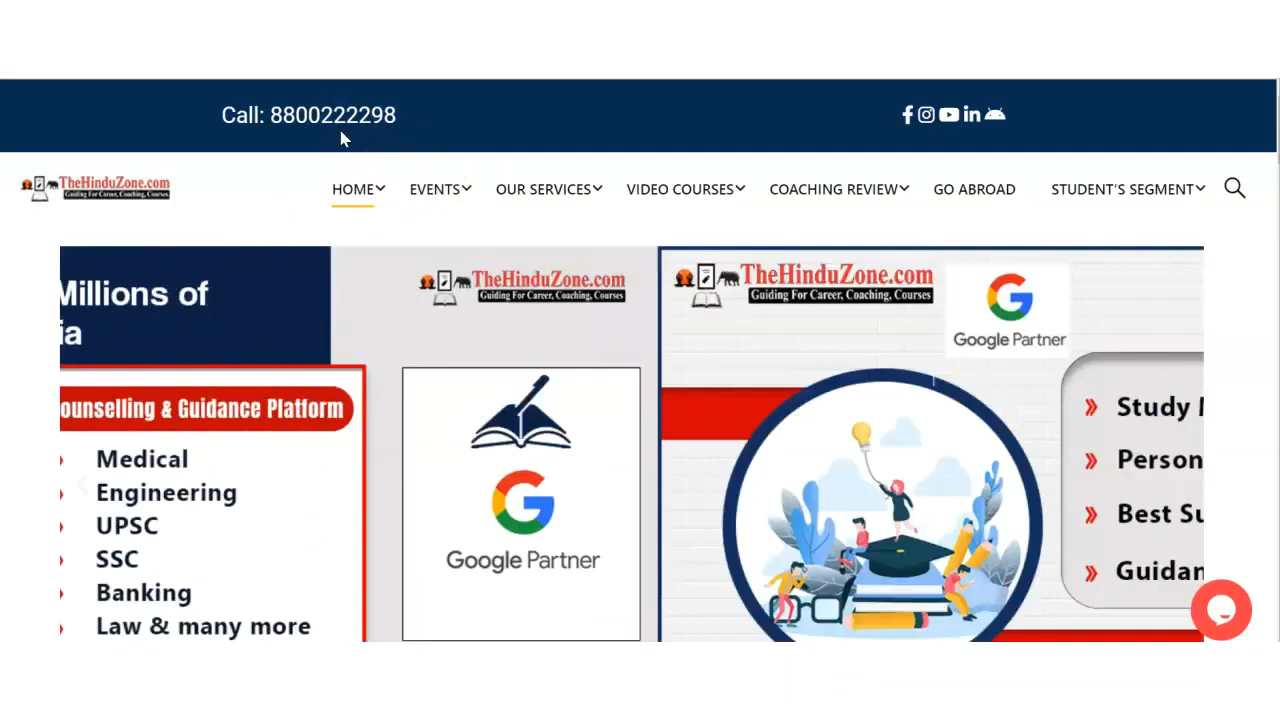 Call: 8800222298
TheHinduZone.com
Guiding For Career, Coaching, Courses
HOME
EVENTS
OUR SERVICES
VIDEO COURSES
COACHING REVIEW
GO ABROAD
STUDENT'S SEGMENT
Millions of
ia
ounselling & Guidance Platform
Medical
Engineering
UPSC
SSC
Banking
Law & many more
TheHinduZone.com
Guiding For Career, Coaching, Courses
Google Partner
TheHinduZone.com
Guiding For Career, Coaching, Courses
Google Partner
Study
Person
Best Su
Guidan